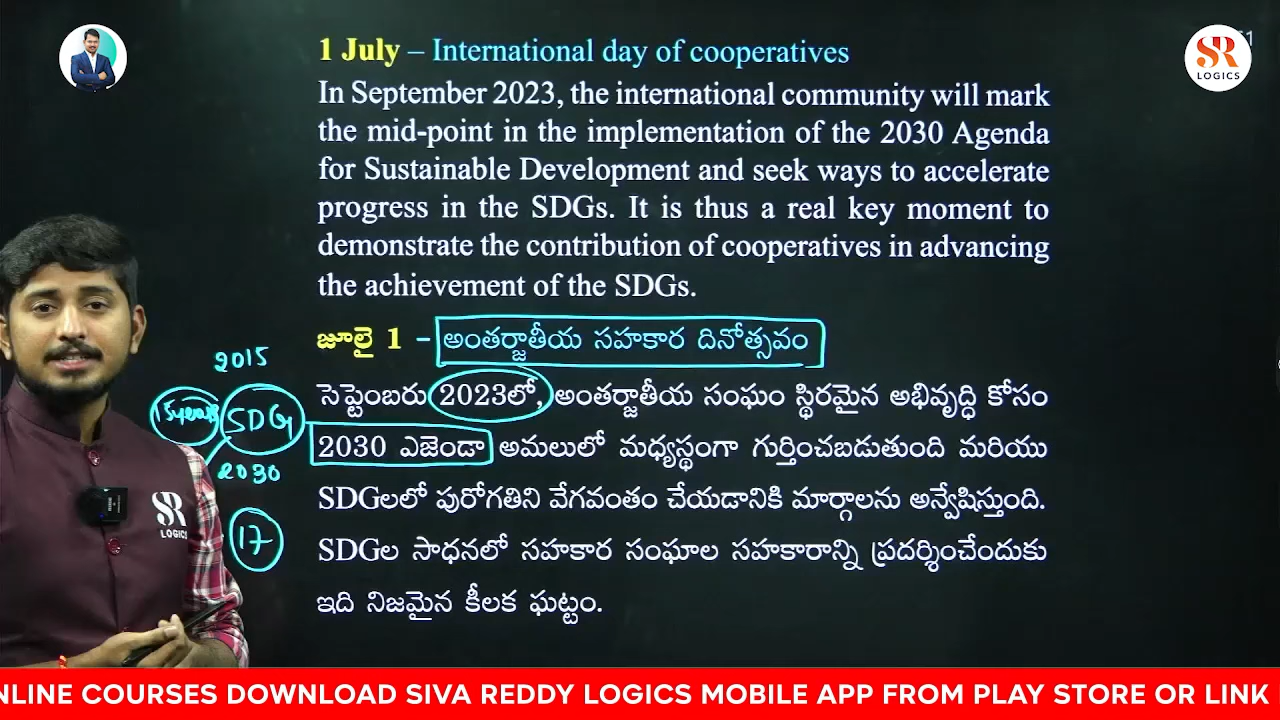 1 July – International day of cooperatives
In September 2023, the international community will mark
the mid-point in the implementation of the 2030 Agenda
for Sustainable Development and seek ways to accelerate
progress in the SDGs. It is thus a real key moment to
demonstrate the contribution of cooperatives in advancing
the achievement of the SDGs.
జూలై 1 – అంతర్జాతీయ సహకార దినోత్సవం
సెప్టెంబరు 2023లో, అంతర్జాతీయ సంఘం స్థిరమైన అభివృద్ధి కోసం
2030 ఎజెండా అమలులో మధ్యస్థంగా గుర్తించబడుతుంది మరియు
SDGలలో పురోగతిని వేగవంతం చేయడానికి మార్గాలను అన్వేషిస్తుంది.
SDGల సాధనలో సహకార సంఘాల సహకారాన్ని ప్రదర్శించేందుకు
ఇది నిజమైన కీలక ఘట్టం.
2015
SDG
2030
17
SR
LOGICS
SR
LOGICS
NLINE COURSES DOWNLOAD SIVA REDDY LOGICS MOBILE APP FROM PLAY STORE OR LINK